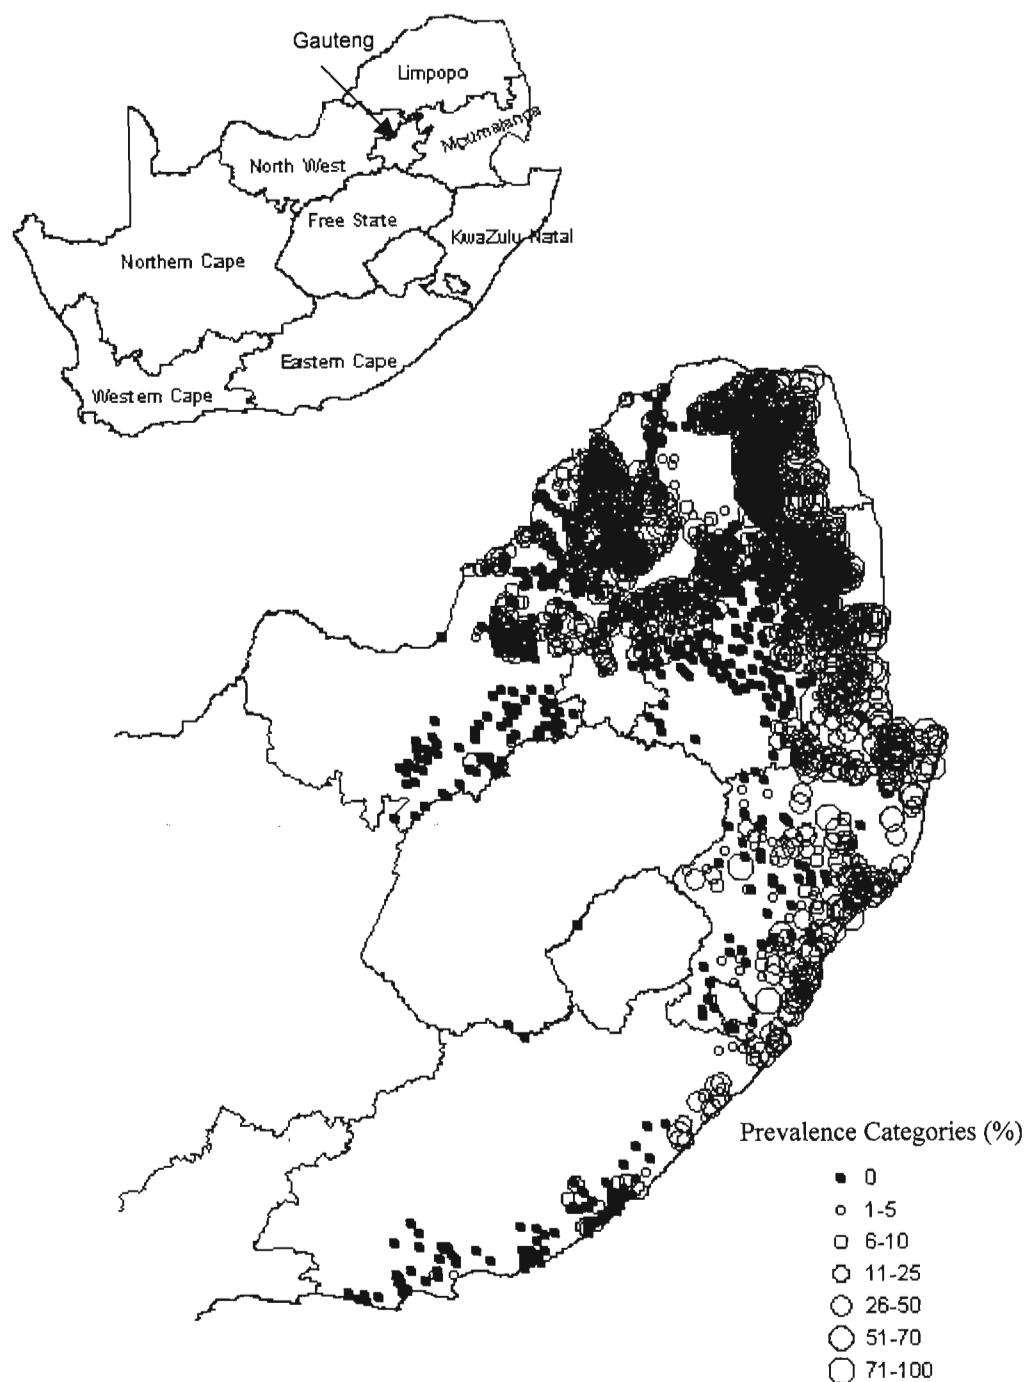 Gauteng
Limpopo
Mpumalanga
North West
Free State
KwaZulu Natal
Northern Cape
Eastern Cape
Western Cape
Prevalence Categories (%)
0
1-5
6-10
11-25
26-50
51-70
71-100